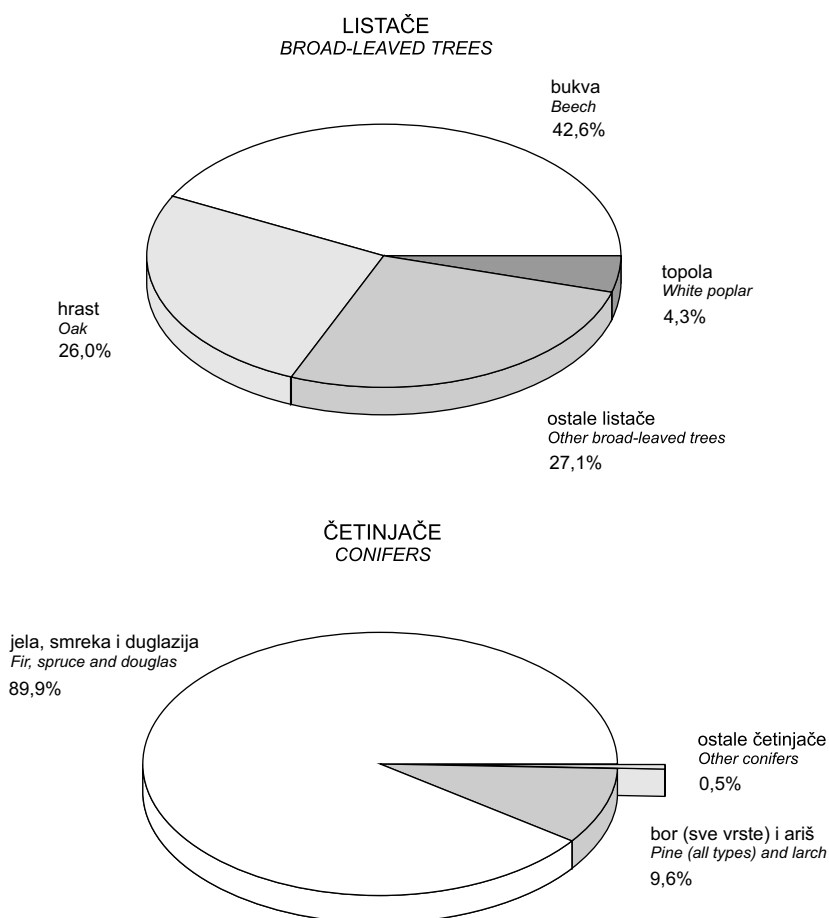 LISTAČE
BROAD-LEAVED TREES
bukva
Beech
42,6%
topola
White poplar
4,3%
hrast
Oak
26,0%
ostale listače
Other broad-leaved trees
27,1%
ČETINJAČE
CONIFERS
jela, smreka i duglazija
Fir, spruce and douglas
89,9%
ostale četinjače
Other conifers
0,5%
bor (sve vrste) i ariš
Pine (all types) and larch
9,6%